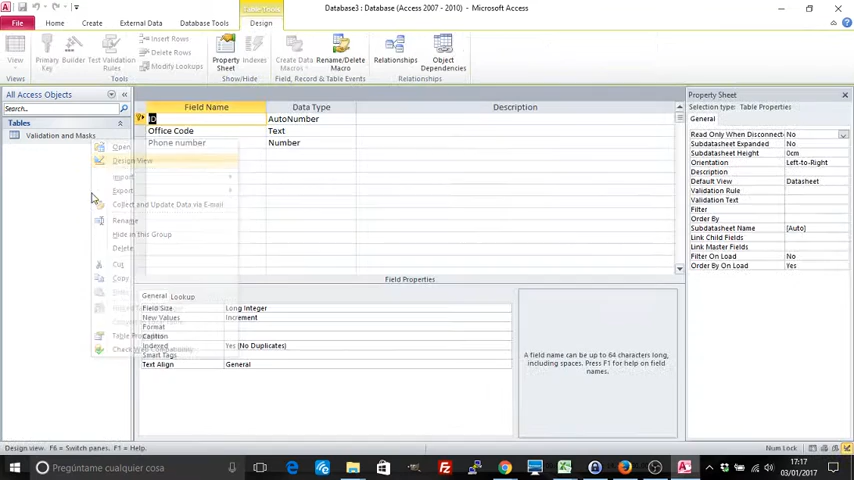 Table Tools
Database3 : Database (Access 2007 - 2010) - Microsoft Access
File Home Create External Data Database Tools Design
View
Primary Key
Builder
Test Validation Rules
Insert Rows
Delete Rows
Modify Lookups
Property Sheet
Indexes
Create Data Macros
Rename/Delete Macro
Relationships
Object Dependencies
Views Tools Show/Hide Field, Record & Table Events Relationships
All Access Objects
Search...
Tables
Validation and Masks
Open
Design View
Import
Export
Collect and Update Data via E-mail
Rename
Hide in this Group
Delete
Cut
Copy
Table Properties
Check Web Compatibility
Field Name Data Type Description
ID AutoNumber
Office Code Text
Phone number Number
Field Properties
General Lookup
Field Size Long Integer
New Values Increment
Format
Caption
Indexed Yes (No Duplicates)
Smart Tags
Text Align General
A field name can be up to 64 characters long,
including spaces. Press F1 for help on field
names.
Property Sheet
Selection type: Table Properties
General
Read Only When Disconnect No
Subdatasheet Expanded No
Subdatasheet Height 0cm
Orientation Left-to-Right
Description
Default View Datasheet
Validation Rule
Validation Text
Filter
Order By
Subdatasheet Name [Auto]
Link Child Fields
Link Master Fields
Filter On Load No
Order By On Load Yes
Design view. F6 = Switch panes. F1 = Help.
Num Lock
Pregúntame cualquier cosa
17:17
03/01/2017